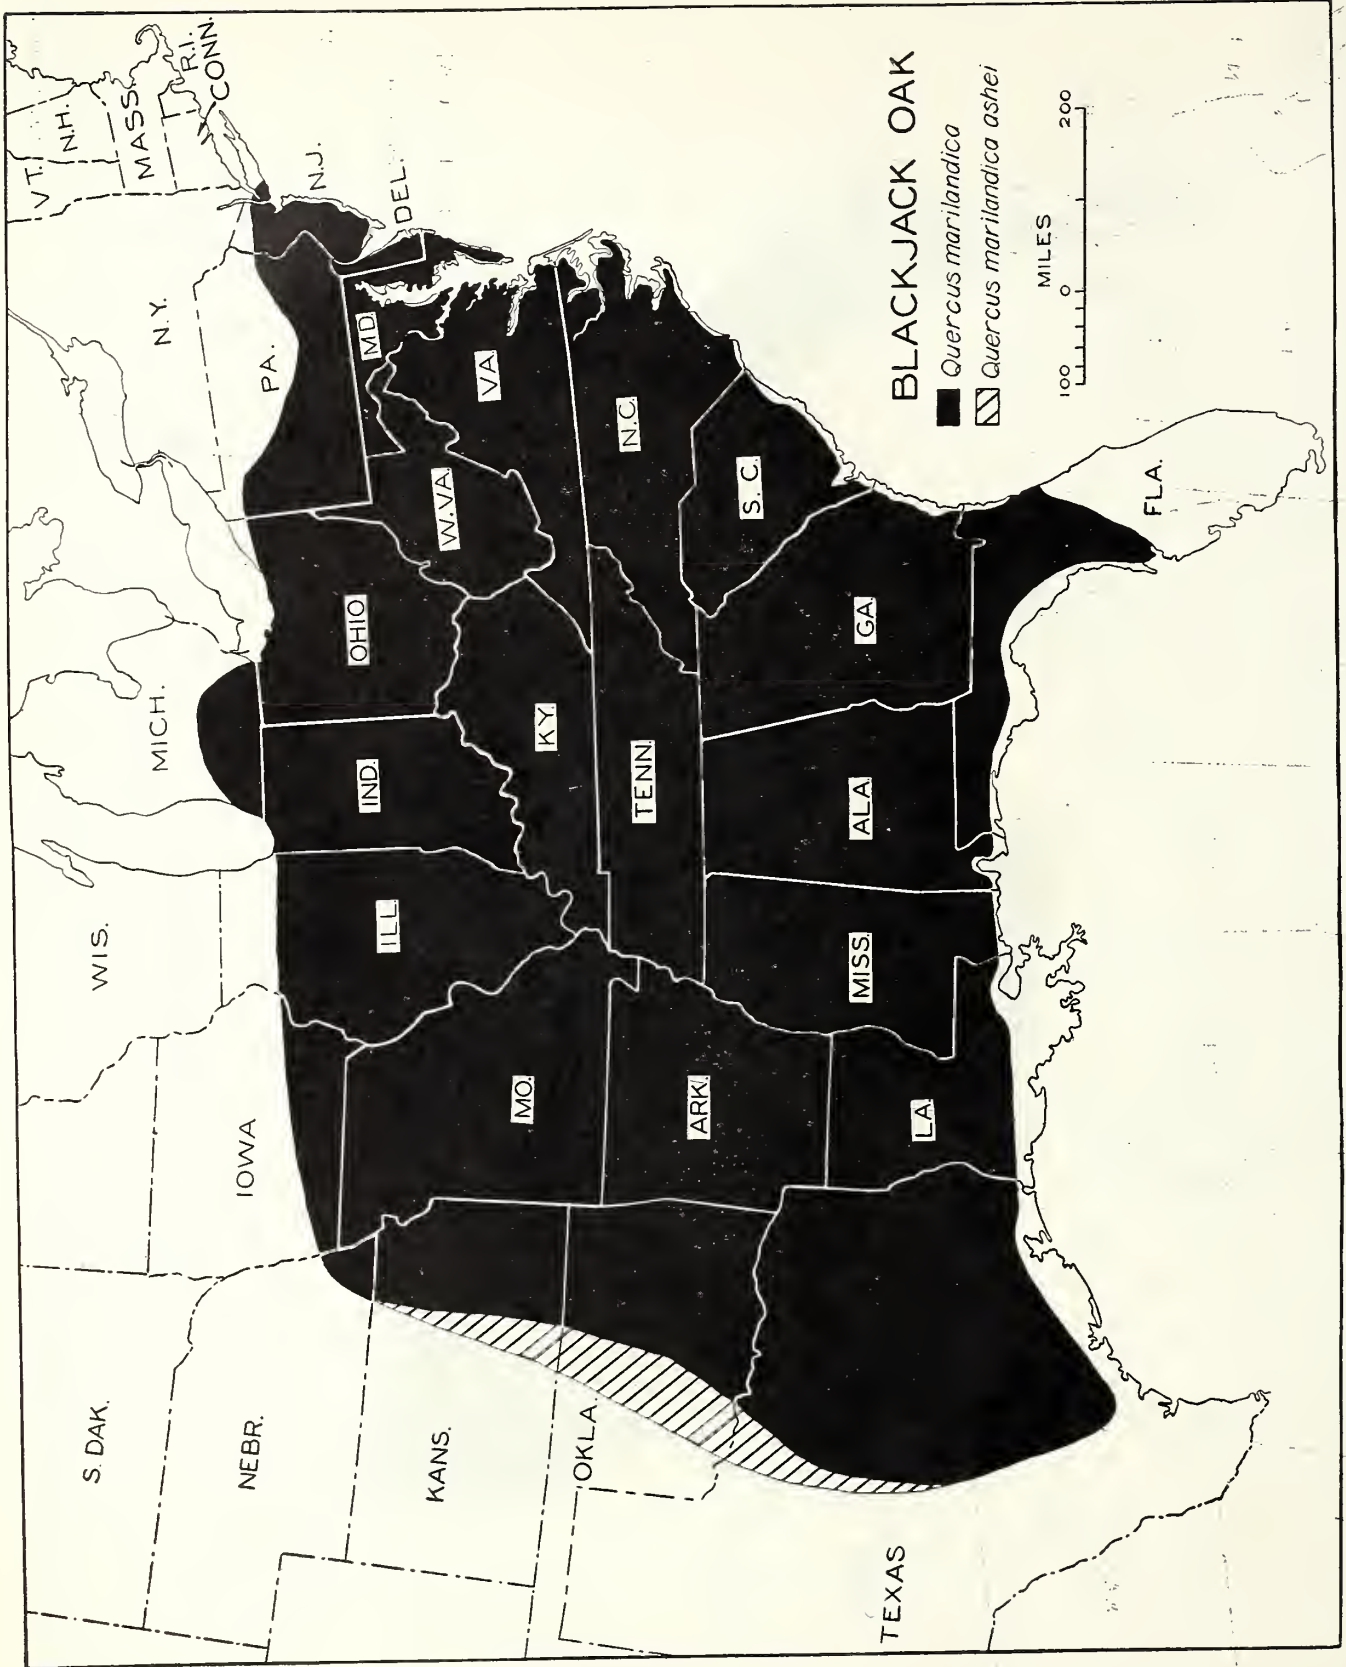 VT.
N.H.
MASS.
R.I.
CONN.
N.Y.
N.J.
PA.
DEL.
MD.
MICH.
WIS.
OHIO
W.VA.
VA.
IND.
ILL.
KY.
N.C.
S. C.
TENN.
IOWA
MO.
ARK.
GA.
ALA.
MISS.
LA.
FLA.
S. DAK.
NEBR.
KANS.
OKLA.
TEXAS
BLACKJACK OAK
Quercus marilandica
Quercus marilandica ashei
MILES
100 0 200